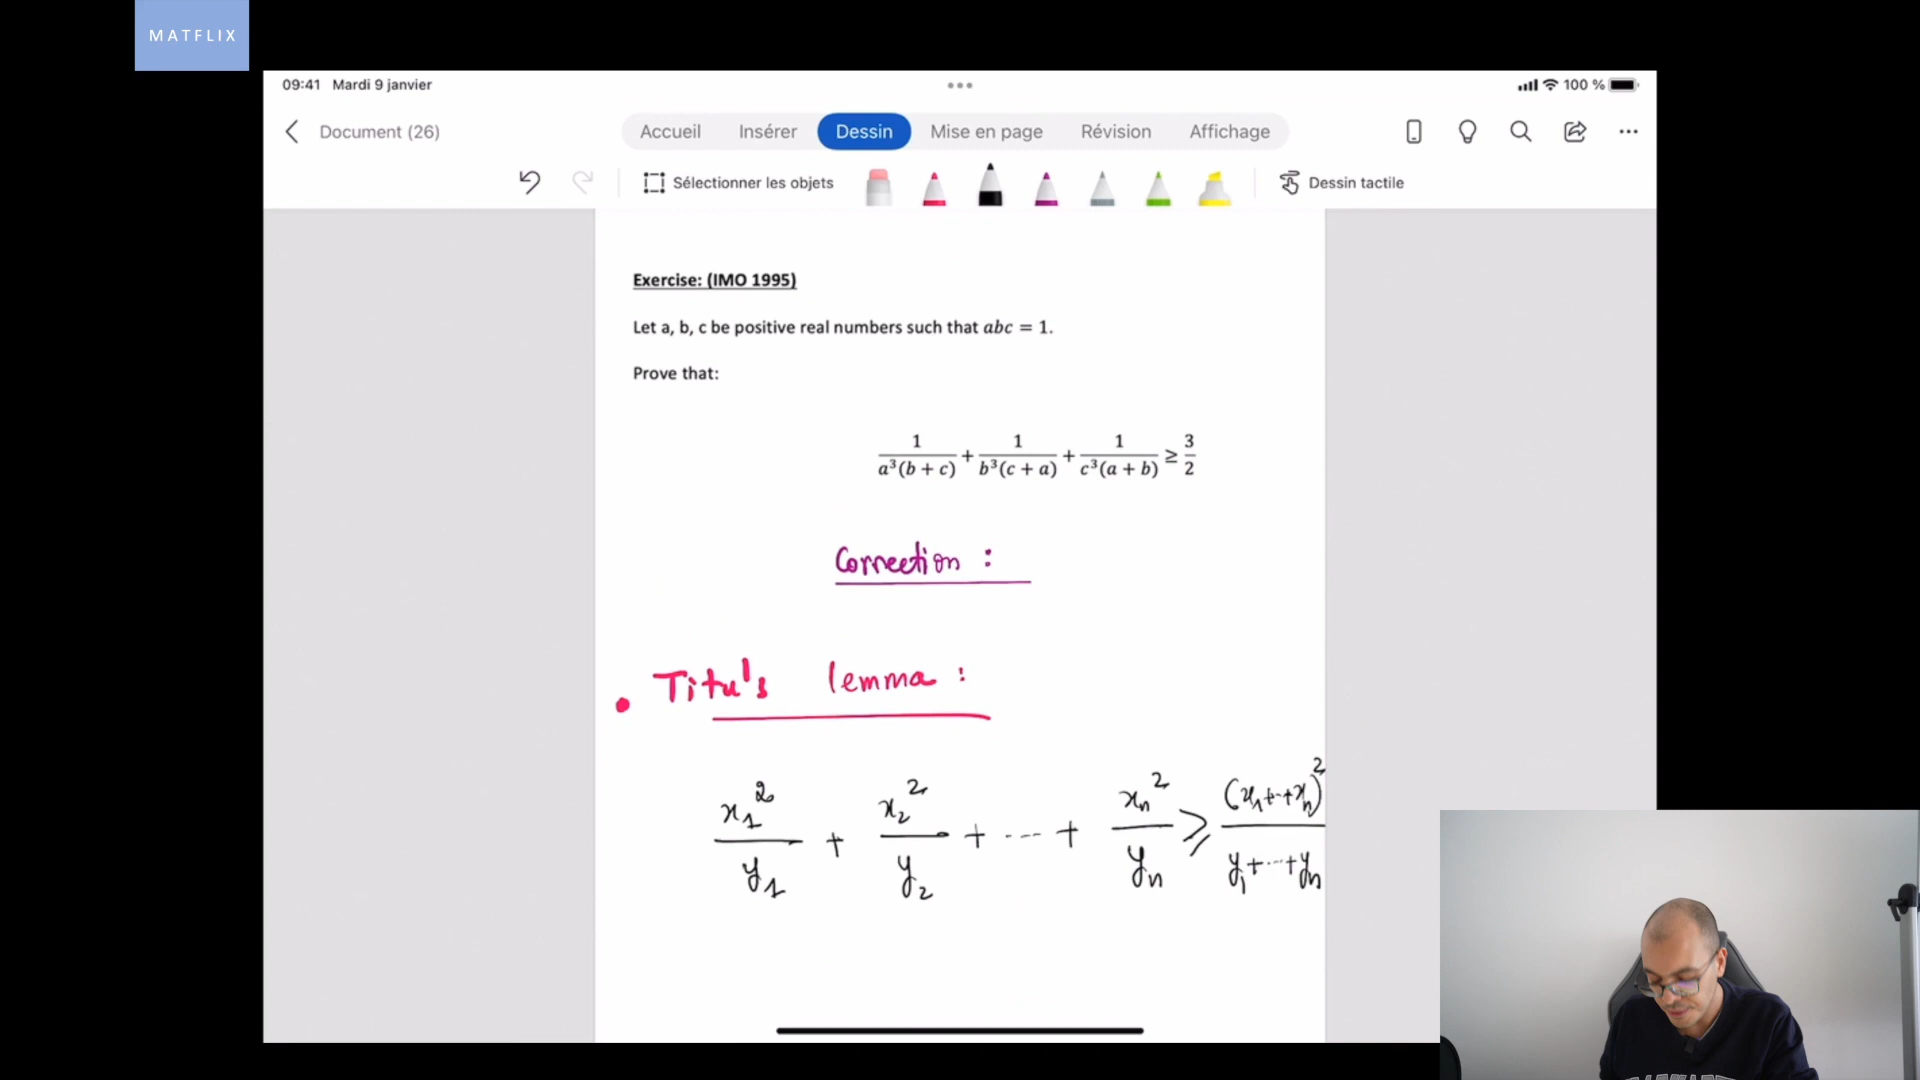 MATFLIX
09:41 Mardi 9 janvier
100 %
Document (26)
Accueil Insérer Dessin Mise en page Révision Affichage
Sélectionner les objets
Dessin tactile
Exercise: (IMO 1995)
Let a, b, c be positive real numbers such that abc = 1.
Prove that:
1/(a³(b + c)) + 1/(b³(c + a)) + 1/(c³(a + b)) ≥ 3/2
Correction :
• Titu's lemma :
x₁²/y₁ + x₂²/y₂ + ---- + xₙ²/yₙ ≥ (x₁+--+xₙ)²/(y₁+---+yₙ)